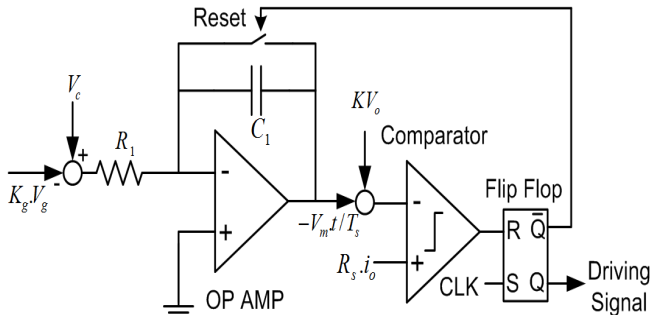 Reset
V_c
KV_o
+
R_1
C_1
Comparator
-
-
-
Flip Flop
K_g.V_g
-V_m.t/T_s
R
Q̅
+
R_s.i_o
+
CLK
S
Q
Driving
Signal
OP AMP